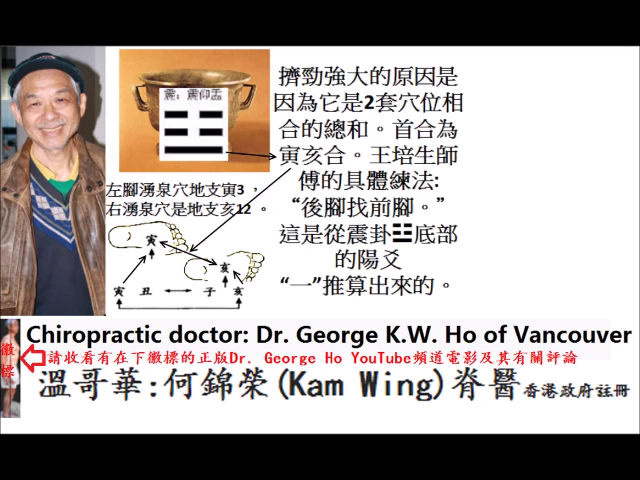 震：震仰盂
擠勁強大的原因是
因為它是2套穴位相
合的總和。首合為
寅亥合。王培生師
傅的具體練法:
“後腳找前腳。”
這是從震卦☳底部
的陽爻
“一”推算出來的。
左腳湧泉穴地支寅3，
右湧泉穴是地支亥12。
寅
亥
寅 丑 子 亥
Chiropractic doctor: Dr. George K.W. Ho of Vancouver
徽標
請收看有在下徽標的正版Dr. George Ho YouTube頻道電影及其有關評論
溫哥華:何錦榮(Kam Wing)脊醫香港政府註冊